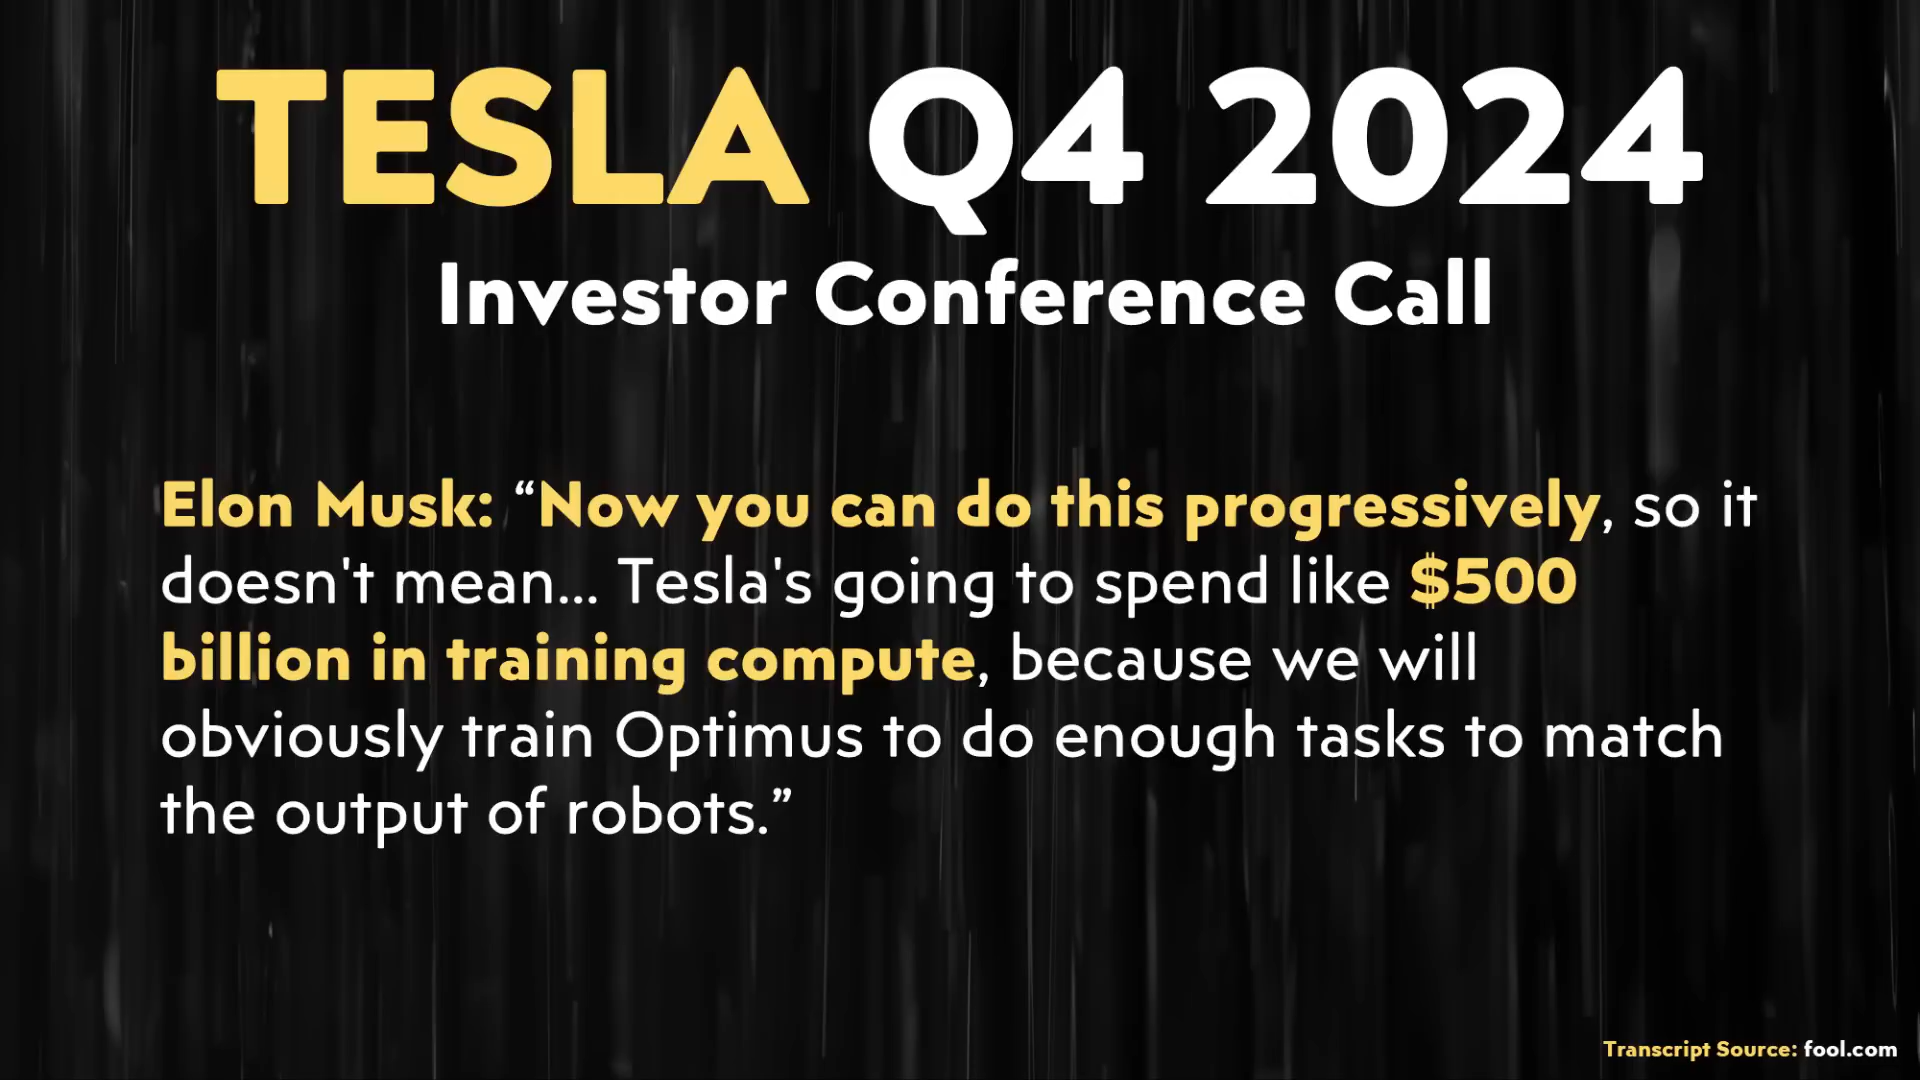 TESLA Q4 2024
Investor Conference Call
Elon Musk: “Now you can do this progressively, so it
doesn't mean... Tesla's going to spend like $500
billion in training compute, because we will
obviously train Optimus to do enough tasks to match
the output of robots.”
Transcript Source: fool.com